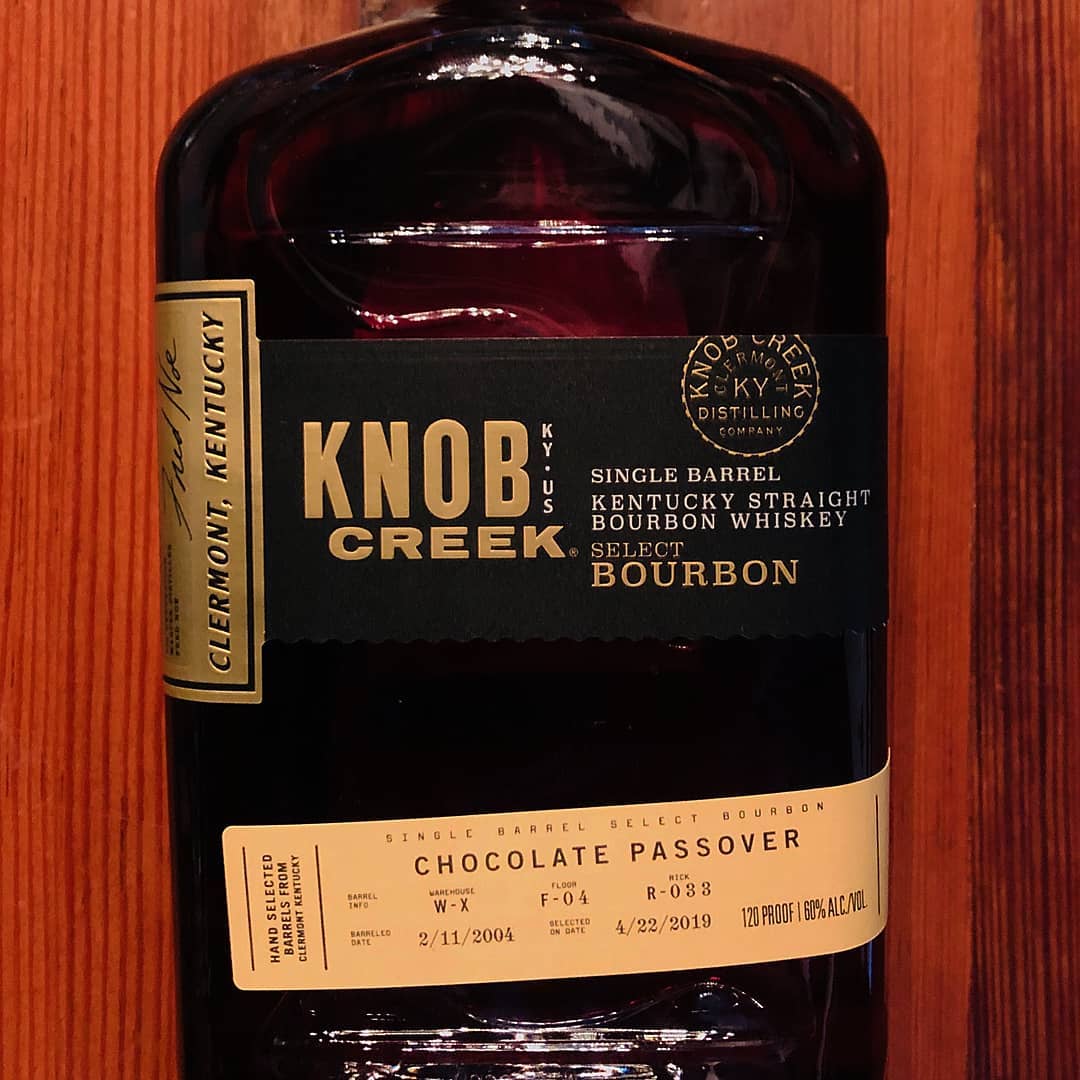 Fred Noe
CLERMONT, KENTUCKY
KNOB CREEK
CLERMONT
KY
DISTILLING
COMPANY
KNOB
KY·US
CREEK®
SINGLE BARREL
KENTUCKY STRAIGHT
BOURBON WHISKEY
SELECT
BOURBON
SINGLE BARREL SELECT BOURBON
CHOCOLATE PASSOVER
HAND SELECTED
BARRELS FROM
CLERMONT KENTUCKY
BARREL INFO
WAREHOUSE
W-X
FLOOR
F-04
RICK
R-033
BARRELED DATE
2/11/2004
SELECTED ON DATE
4/22/2019
120 PROOF | 60% ALC./VOL.